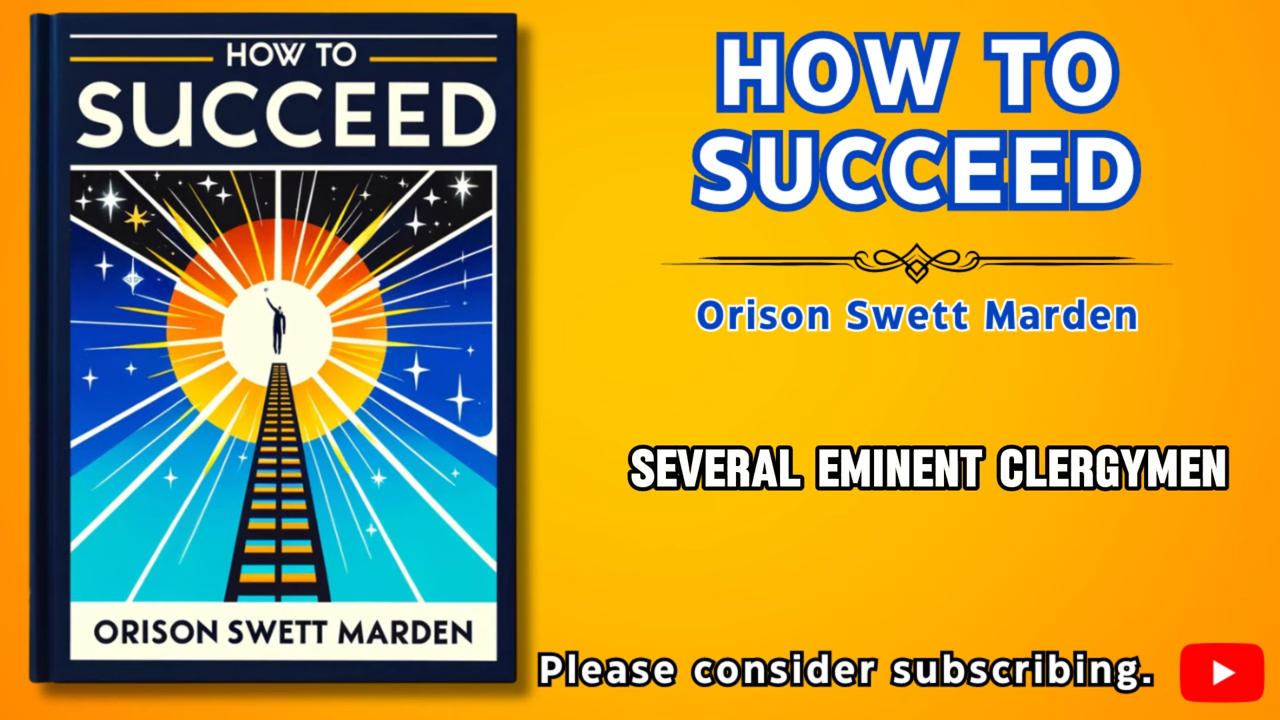 HOW TO
SUCCEED
ORISON SWETT MARDEN
HOW TO
SUCCEED
Orison Swett Marden
SEVERAL EMINENT CLERGYMEN
Please consider subscribing.